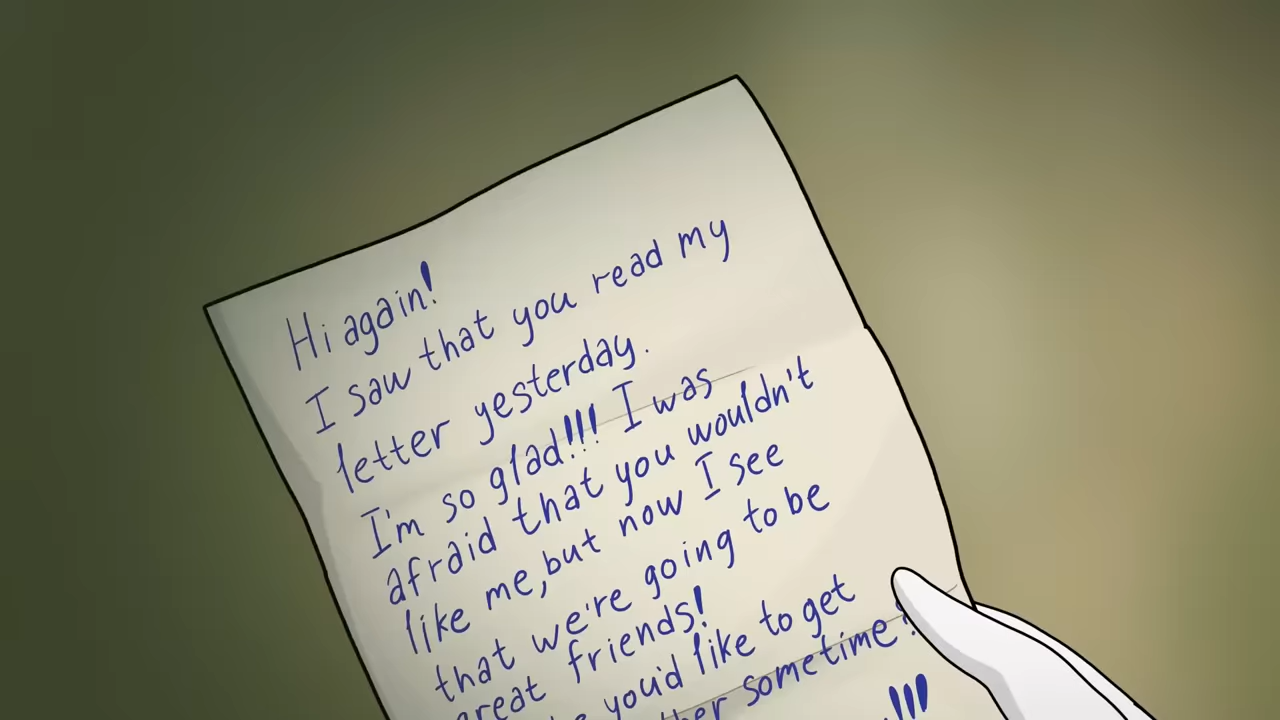 Hi again!
I saw that you read my
letter yesterday.
I'm so glad!!! I was
afraid that you wouldn't
like me, but now I see
that we're going to be
great friends!
you'd like to get
sometime?
!!!